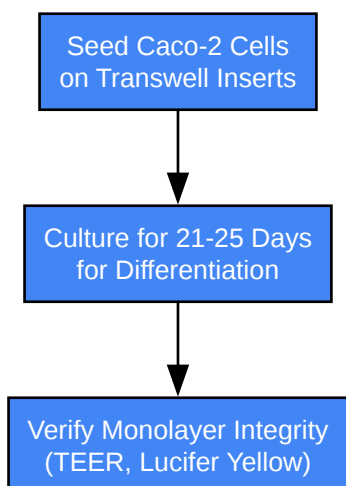 Seed Caco-2 Cells
on Transwell Inserts
Culture for 21-25 Days
for Differentiation
Verify Monolayer Integrity
(TEER, Lucifer Yellow)